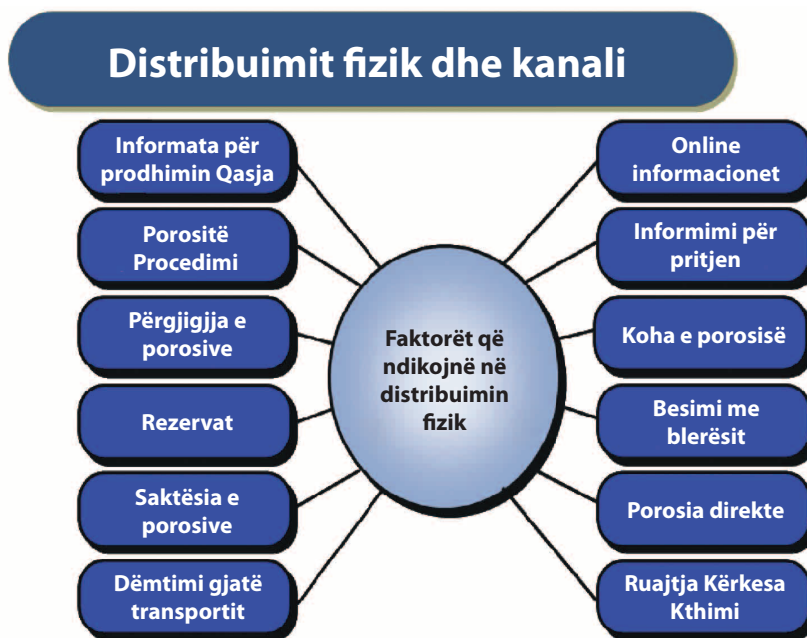 Distribuimit fizik dhe kanali
Informata për
prodhimin Qasja
Porositë
Procedimi
Përgjigjja e
porosive
Rezervat
Saktësia e
porosive
Dëmtimi gjatë
transportit
Faktorët që
ndikojnë në
distribuimin
fizik
Online
informacionet
Informimi për
pritjen
Koha e porosisë
Besimi me
blerësit
Porosia direkte
Ruajtja Kërkesa
Kthimi